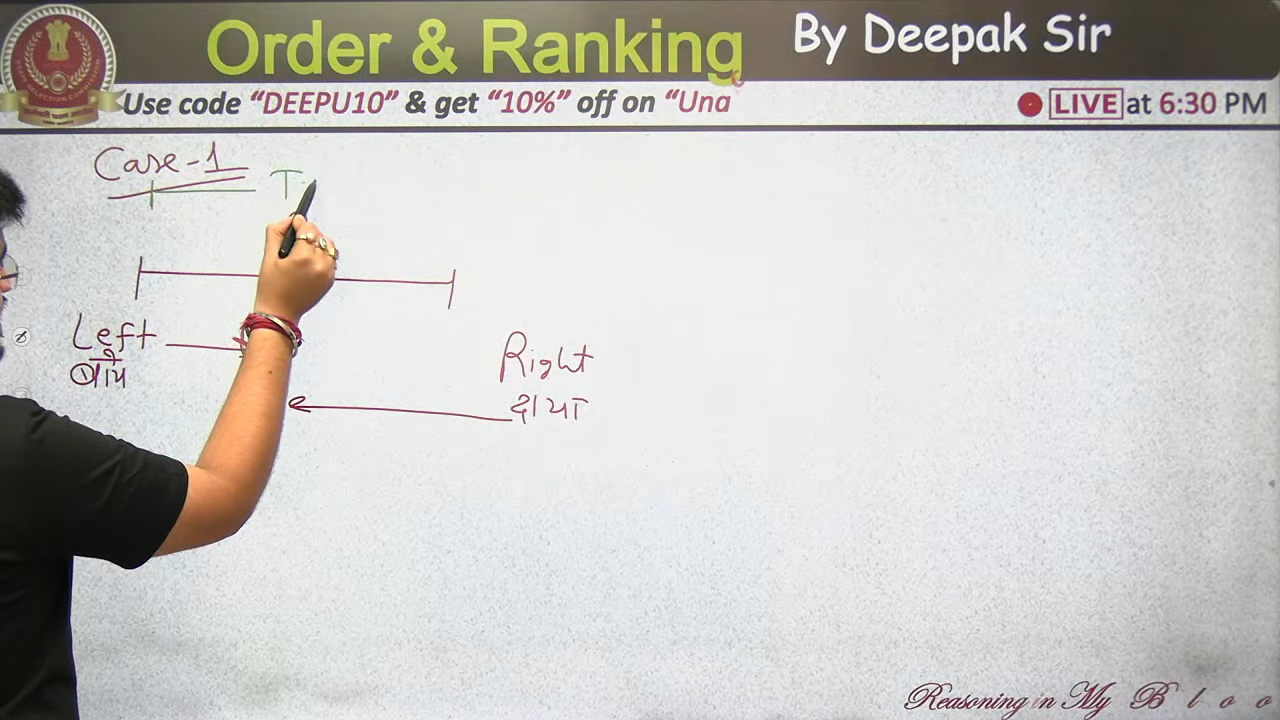 Order & Ranking By Deepak Sir
Use code “DEEPU10” & get “10%” off on “Una
LIVE at 6:30 PM
Case-1
T
Left
Right
दायां
Reasoning in My B l o o